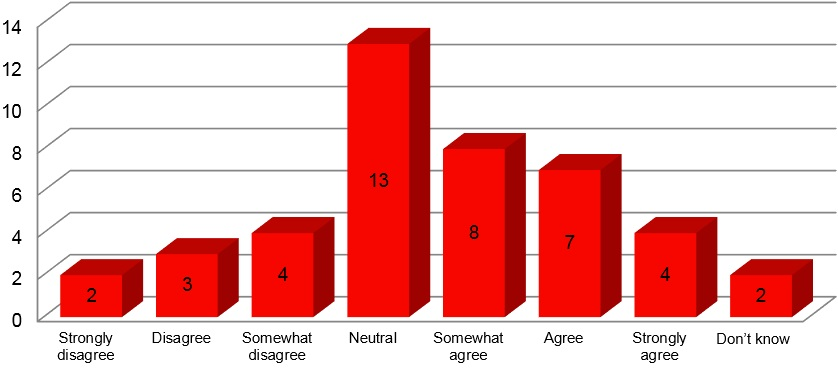 14
12
10
8
6
4
2
0
2
3
4
13
8
7
4
2
Strongly
disagree
Disagree
Somewhat
disagree
Neutral
Somewhat
agree
Agree
Strongly
agree
Don’t know